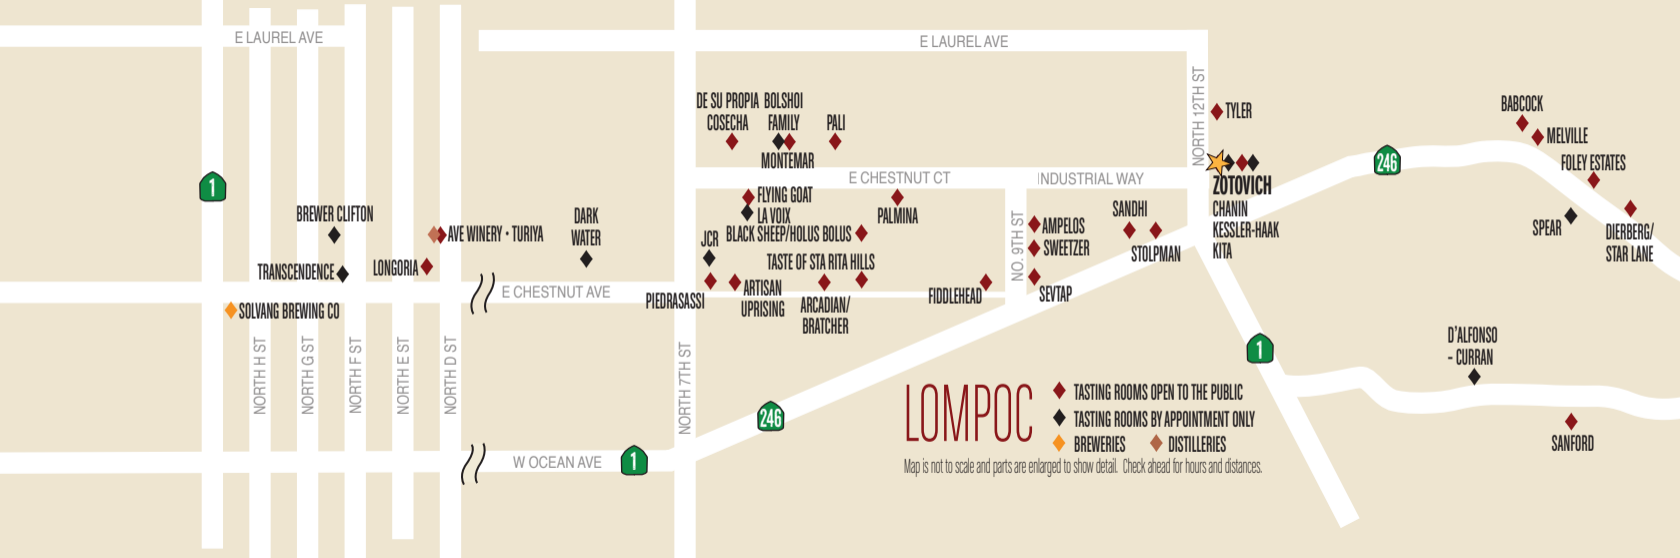 E LAUREL AVE
E LAUREL AVE
NORTH 12TH ST
DE SU PROPIA
COSECHA
BOLSHOI
FAMILY
PALI
MONTEMAR
TYLER
BABCOCK
MELVILLE
FOLEY ESTATES
246
1
E CHESTNUT CT
INDUSTRIAL WAY
ZOTOVICH
CHANIN
KESSLER-HAAK
KITA
FLYING GOAT
LA VOIX
BLACK SHEEP/HOLUS BOLUS
PALMINA
NO. 9TH ST
AMPELOS
SWEETZER
SEVTAP
SANDHI
STOLPMAN
SPEAR
DIERBERG/
STAR LANE
BREWER CLIFTON
AVE WINERY • TURIYA
DARK
WATER
JCR
TASTE OF STA RITA HILLS
TRANSCENDENCE
LONGORIA
E CHESTNUT AVE
PIEDRASASSI
ARTISAN
UPRISING
ARCADIAN/
BRATCHER
FIDDLEHEAD
SOLVANG BREWING CO
NORTH H ST
NORTH G ST
NORTH F ST
NORTH E ST
NORTH D ST
NORTH 7TH ST
1
D'ALFONSO
- CURRAN
SANFORD
246
W OCEAN AVE
1
LOMPOC
TASTING ROOMS OPEN TO THE PUBLIC
TASTING ROOMS BY APPOINTMENT ONLY
BREWERIES
DISTILLERIES
Map is not to scale and parts are enlarged to show detail. Check ahead for hours and distances.